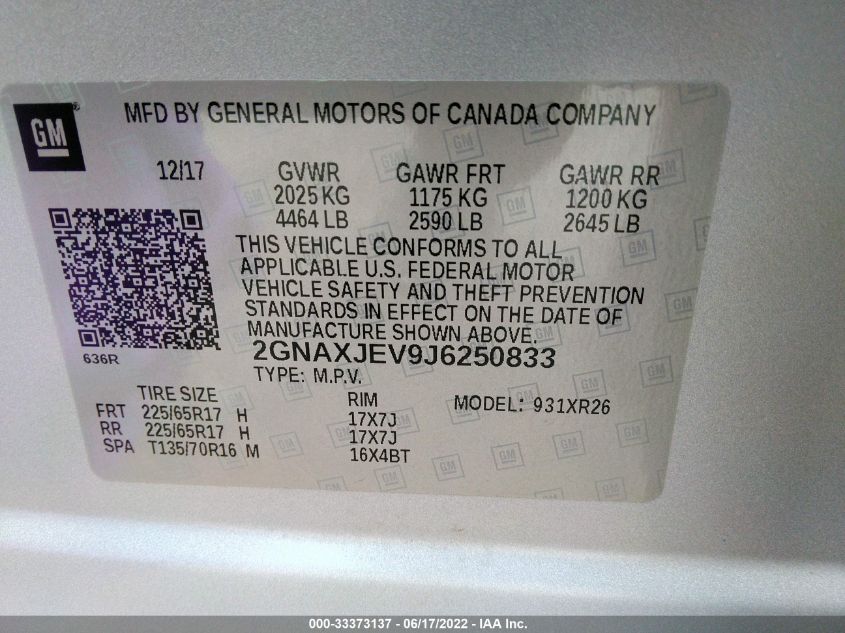 GM
MFD BY GENERAL MOTORS OF CANADA COMPANY
12/17 GVWR GAWR FRT GAWR RR
2025 KG 1175 KG 1200 KG
4464 LB 2590 LB 2645 LB
THIS VEHICLE CONFORMS TO ALL
APPLICABLE U.S. FEDERAL MOTOR
VEHICLE SAFETY AND THEFT PREVENTION
STANDARDS IN EFFECT ON THE DATE OF
MANUFACTURE SHOWN ABOVE.
636R 2GNAXJEV9J6250833
TYPE: M.P.V.
TIRE SIZE RIM MODEL: 931XR26
FRT 225/65R17 H 17X7J
RR 225/65R17 H 17X7J
SPA T135/70R16 M 16X4BT
000-33373137 - 06/17/2022 - IAA Inc.